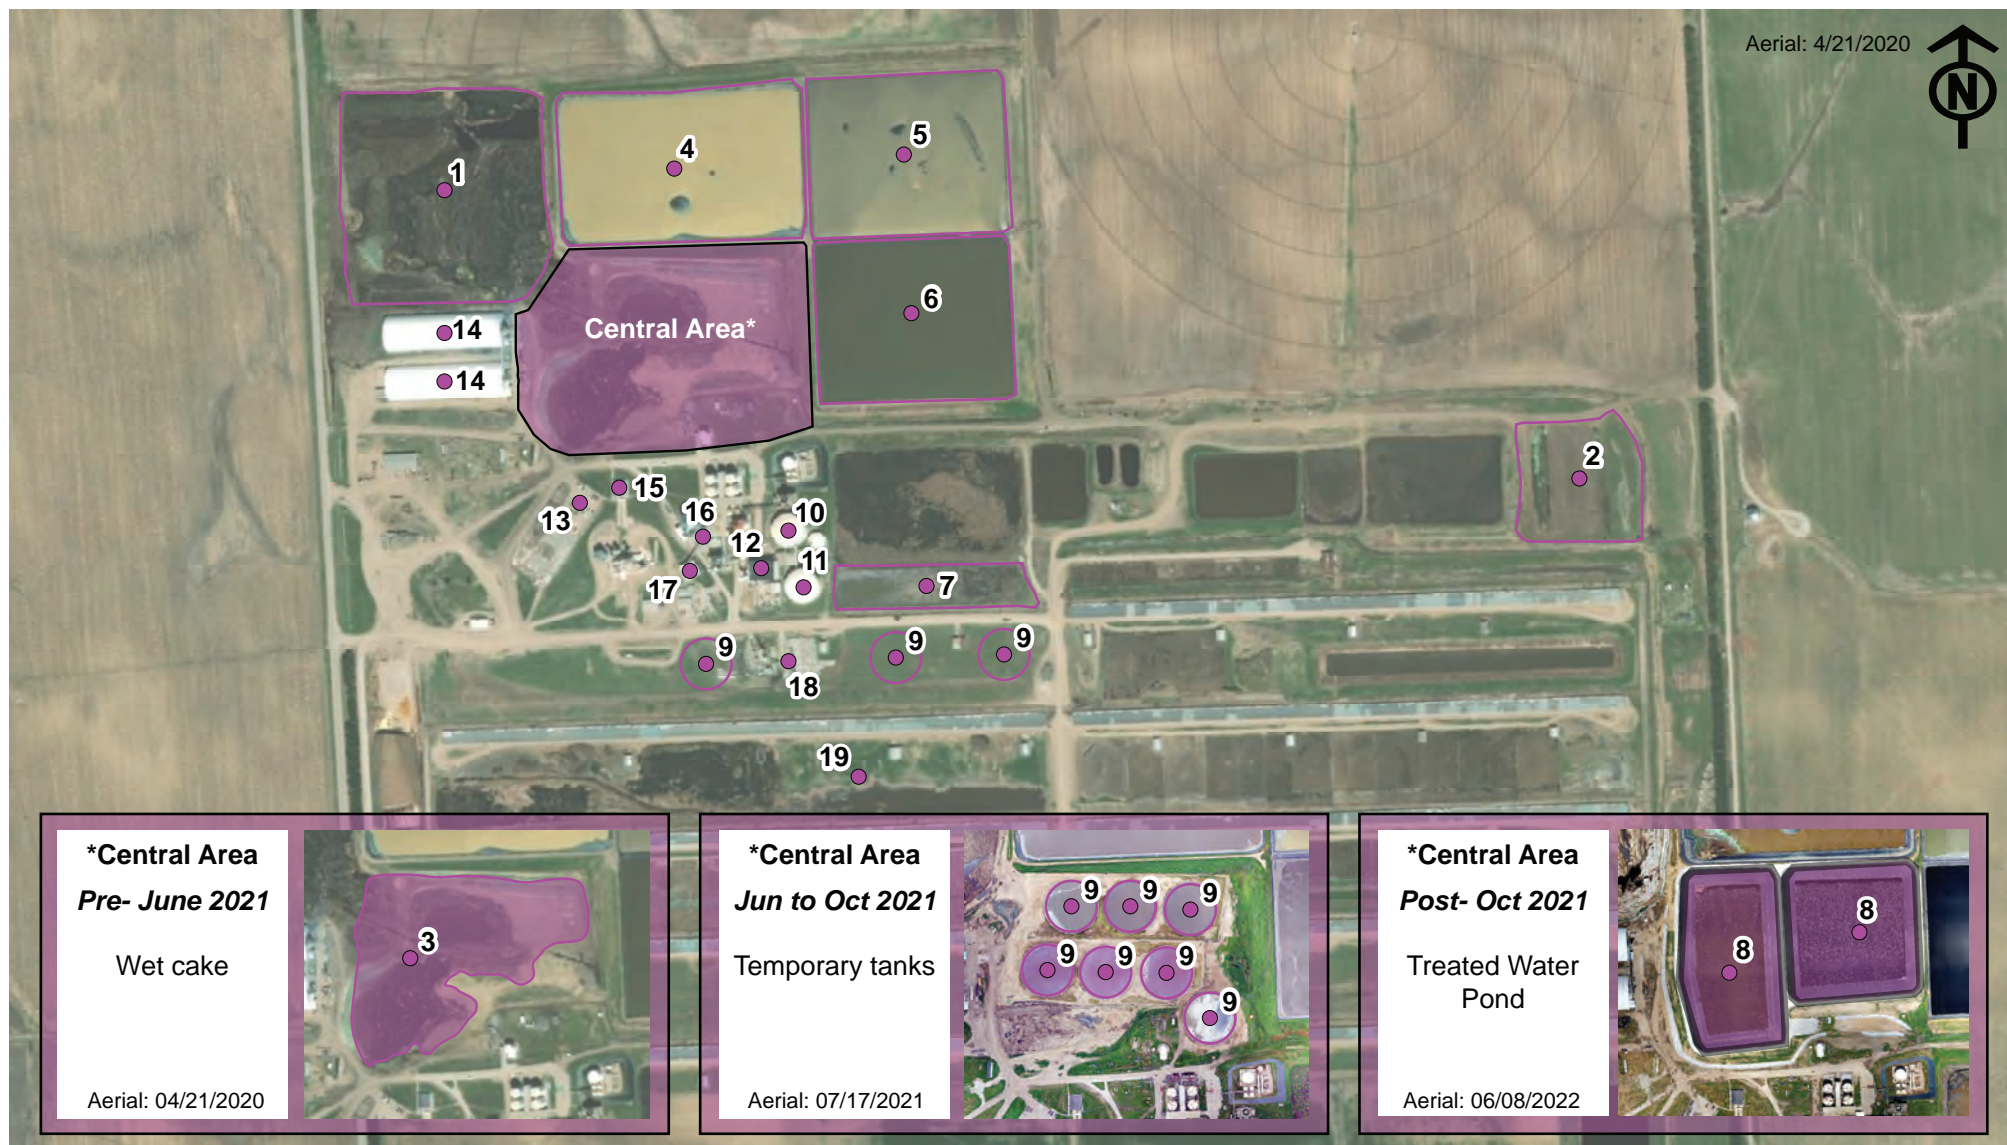 Aerial: 4/21/2020
N
1
4
5
6
Central Area*
14
14
2
15
13
16
10
12
11
17
7
9
9
9
18
19
*Central Area
Pre- June 2021
Wet cake
Aerial: 04/21/2020
3
*Central Area
Jun to Oct 2021
Temporary tanks
Aerial: 07/17/2021
9
9
9
9
9
9
9
*Central Area
Post- Oct 2021
Treated Water
Pond
Aerial: 06/08/2022
8
8